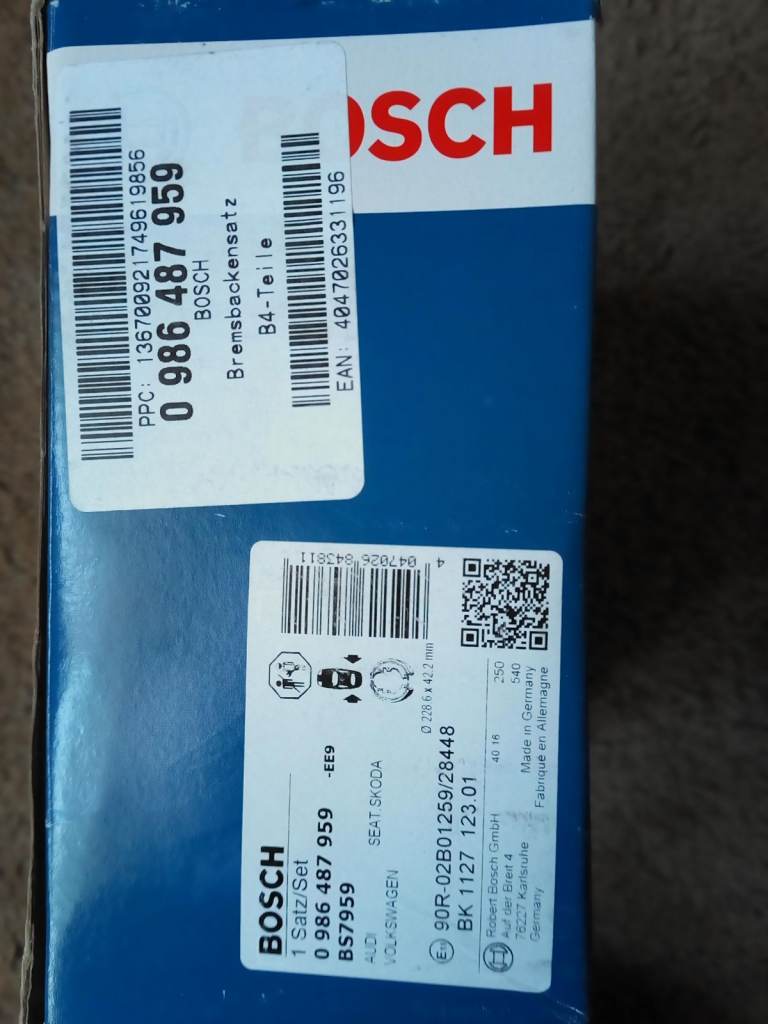 BOSCH
PPC: 1367009217496​19856
0 986 487 959
BOSCH
Bremsbackensatz
B4-Teile
EAN: 4047026331196
BOSCH
1 Satz/Set
0 986 487 959 -EE9
BS7959
AUDI SEAT.SKODA
VOLKSWAGEN
Ø 228.6 x 42.2 mm
90R-02B01259/28448
BK 1127 123.01
Robert Bosch GmbH 40 16 250
Auf der Breit 4 540
76227 Karlsruhe Made in Germany
Germany Fabriqué en Allemagne
4 047026 843811